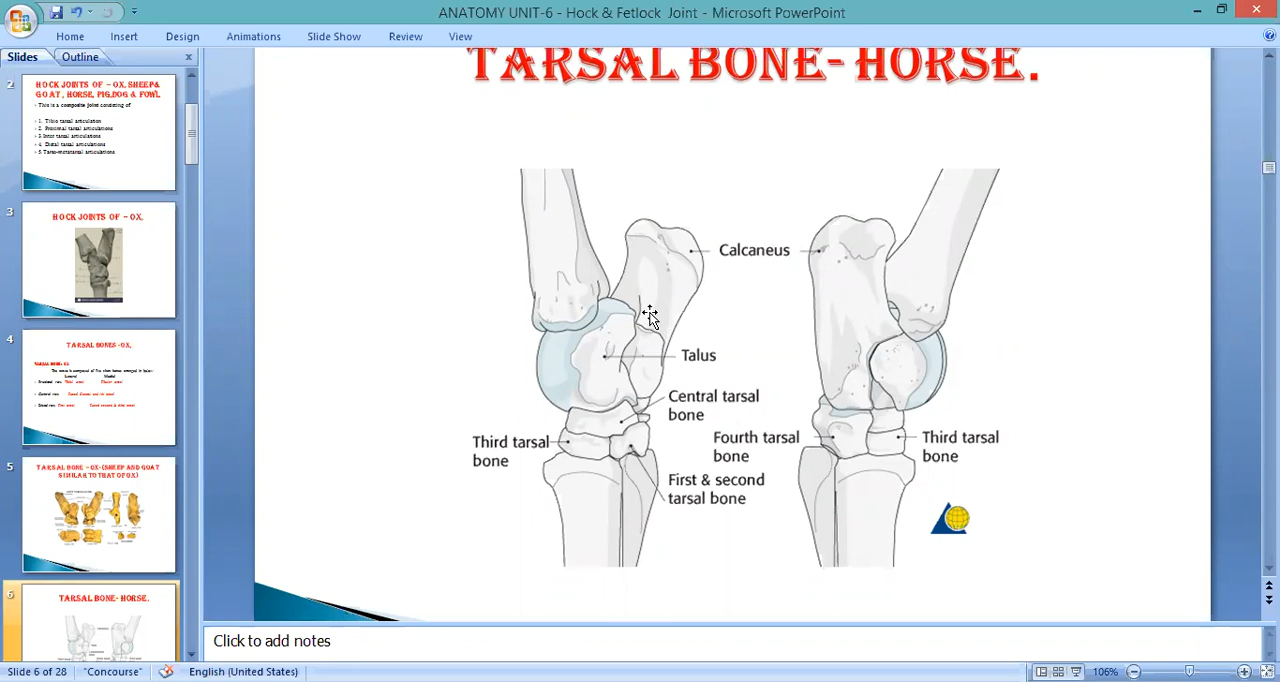 ANATOMY UNIT-6 - Hock & Fetlock Joint - Microsoft PowerPoint
Home Insert Design Animations Slide Show Review View
Slides Outline
2
HOCK JOINTS OF - OX, SHEEP &
GOAT, HORSE, PIG, DOG & FOWL
This is a composite joint consisting of
1. Tibio tarsal articulation
2. Proximal tarsal articulations
3. Inter tarsal articulations
4. Distal tarsal articulations
5. Tarso-metatarsal articulations
3
HOCK JOINTS OF - OX.
4
TARSAL BONES -OX.
5
TARSAL BONE - OX-(SHEEP AND GOAT
SIMILAR TO THAT OF OX)
6
TARSAL BONE- HORSE.
TARSAL BONE- HORSE.
Calcaneus
Talus
Central tarsal
bone
Third tarsal
bone
Fourth tarsal
bone
Third tarsal
bone
First & second
tarsal bone
Click to add notes
Slide 6 of 28 "Concourse" English (United States) 106%